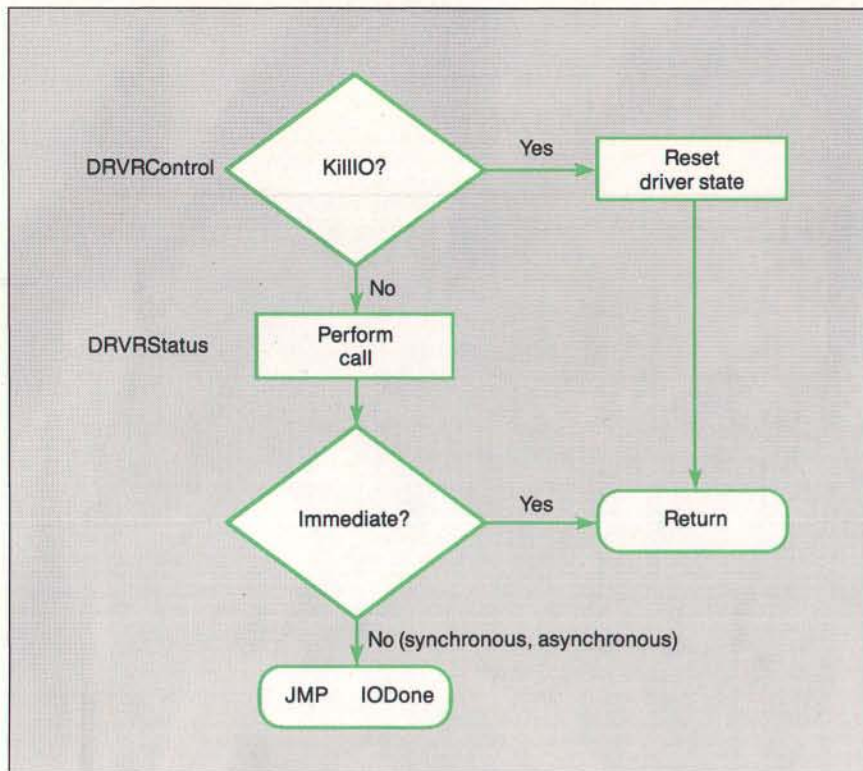 DRVRControl
KillIO?
Yes
Reset
driver state
No
DRVRStatus
Perform
call
Immediate?
Yes
Return
No (synchronous, asynchronous)
JMP IODone